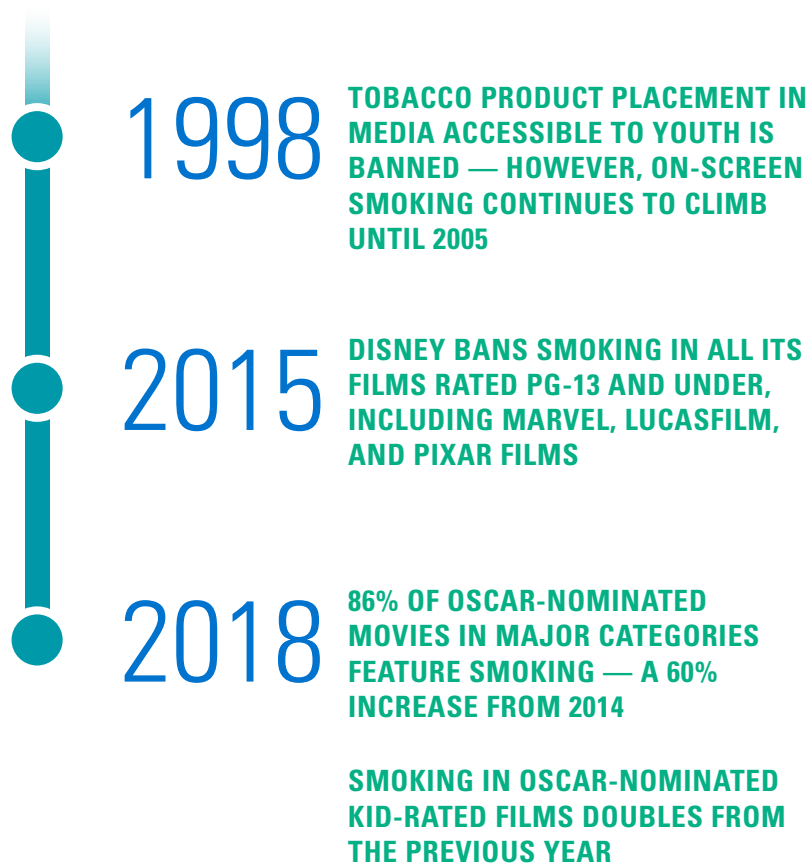 1998
TOBACCO PRODUCT PLACEMENT IN
MEDIA ACCESSIBLE TO YOUTH IS
BANNED — HOWEVER, ON-SCREEN
SMOKING CONTINUES TO CLIMB
UNTIL 2005
2015
DISNEY BANS SMOKING IN ALL ITS
FILMS RATED PG-13 AND UNDER,
INCLUDING MARVEL, LUCASFILM,
AND PIXAR FILMS
2018
86% OF OSCAR-NOMINATED
MOVIES IN MAJOR CATEGORIES
FEATURE SMOKING — A 60%
INCREASE FROM 2014
SMOKING IN OSCAR-NOMINATED
KID-RATED FILMS DOUBLES FROM
THE PREVIOUS YEAR